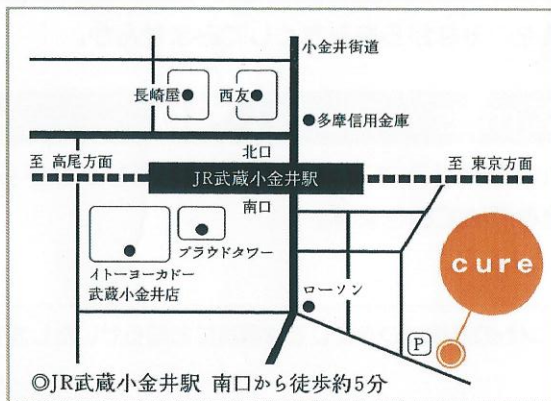 小金井街道
長崎屋
西友
多摩信用金庫
北口
至 高尾方面
JR武蔵小金井駅
至 東京方面
南口
プラウドタワー
イトーヨーカドー
武蔵小金井店
ローソン
cure
P
◎JR武蔵小金井駅 南口から徒歩約5分